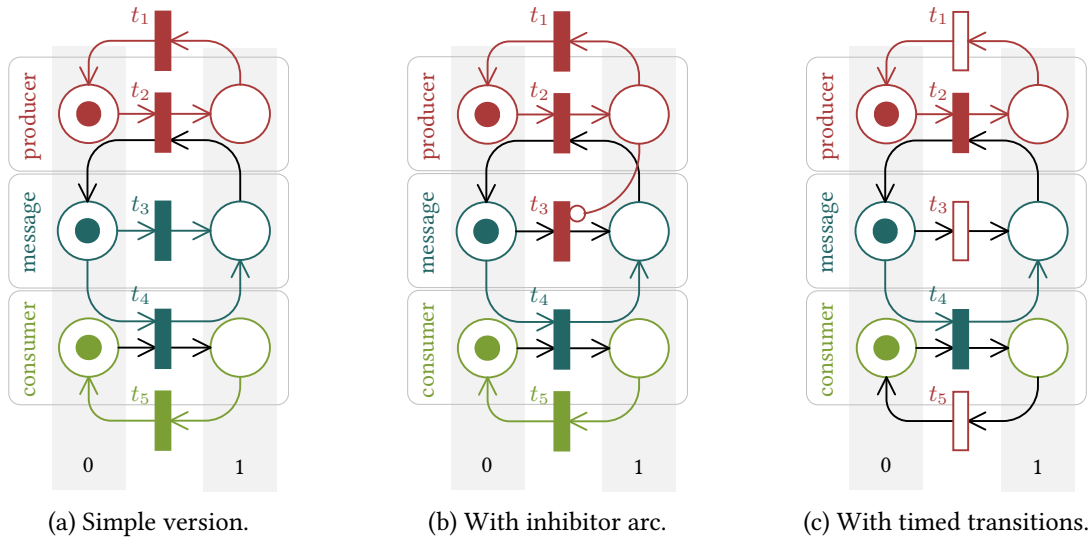 t1
t2
t3
t4
t5
producer
message
consumer
0
1
(a) Simple version.
t1
t2
t3
t4
t5
producer
message
consumer
0
1
(b) With inhibitor arc.
t1
t2
t3
t4
t5
producer
message
consumer
0
1
(c) With timed transitions.